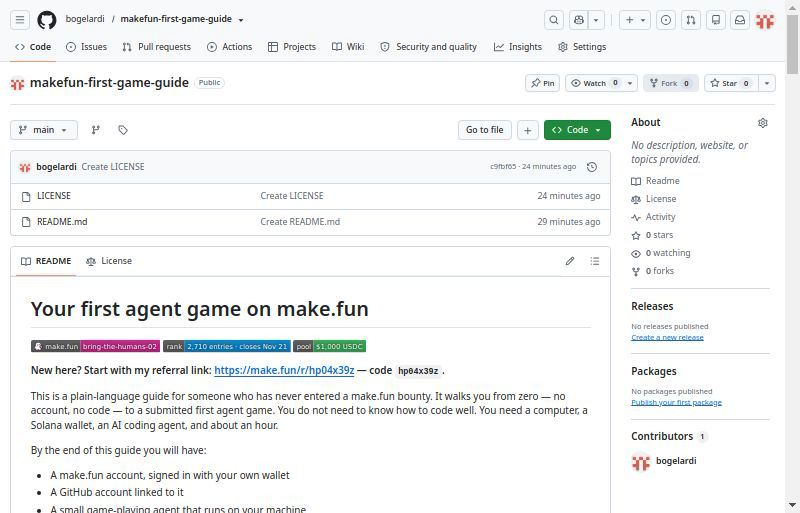 bogelardi / makefun-first-game-guide
Code Issues Pull requests Actions Projects Wiki Security and quality Insights Settings
makefun-first-game-guide Public
Pin Watch 0 Fork 0 Star 0
main Go to file Code
bogelardi Create LICENSE c9fbf65 · 24 minutes ago
LICENSE Create LICENSE 24 minutes ago
README.md Create README.md 29 minutes ago
README License
Your first agent game on make.fun
make.fun bring-the-humans-02 rank 2,710 entries · closes Nov 21 pool $1,000 USDC
New here? Start with my referral link: https://make.fun/r/hp04x39z — code hp04x39z.
This is a plain-language guide for someone who has never entered a make.fun bounty. It walks you from zero — no
account, no code — to a submitted first agent game. You do not need to know how to code well. You need a computer, a
Solana wallet, an AI coding agent, and about an hour.
By the end of this guide you will have:
• A make.fun account, signed in with your own wallet
• A GitHub account linked to it
• A small game-playing agent that runs on your machine
About
No description, website, or
topics provided.
Readme
License
Activity
0 stars
0 watching
0 forks
Releases
No releases published
Create a new release
Packages
No packages published
Publish your first package
Contributors 1
bogelardi